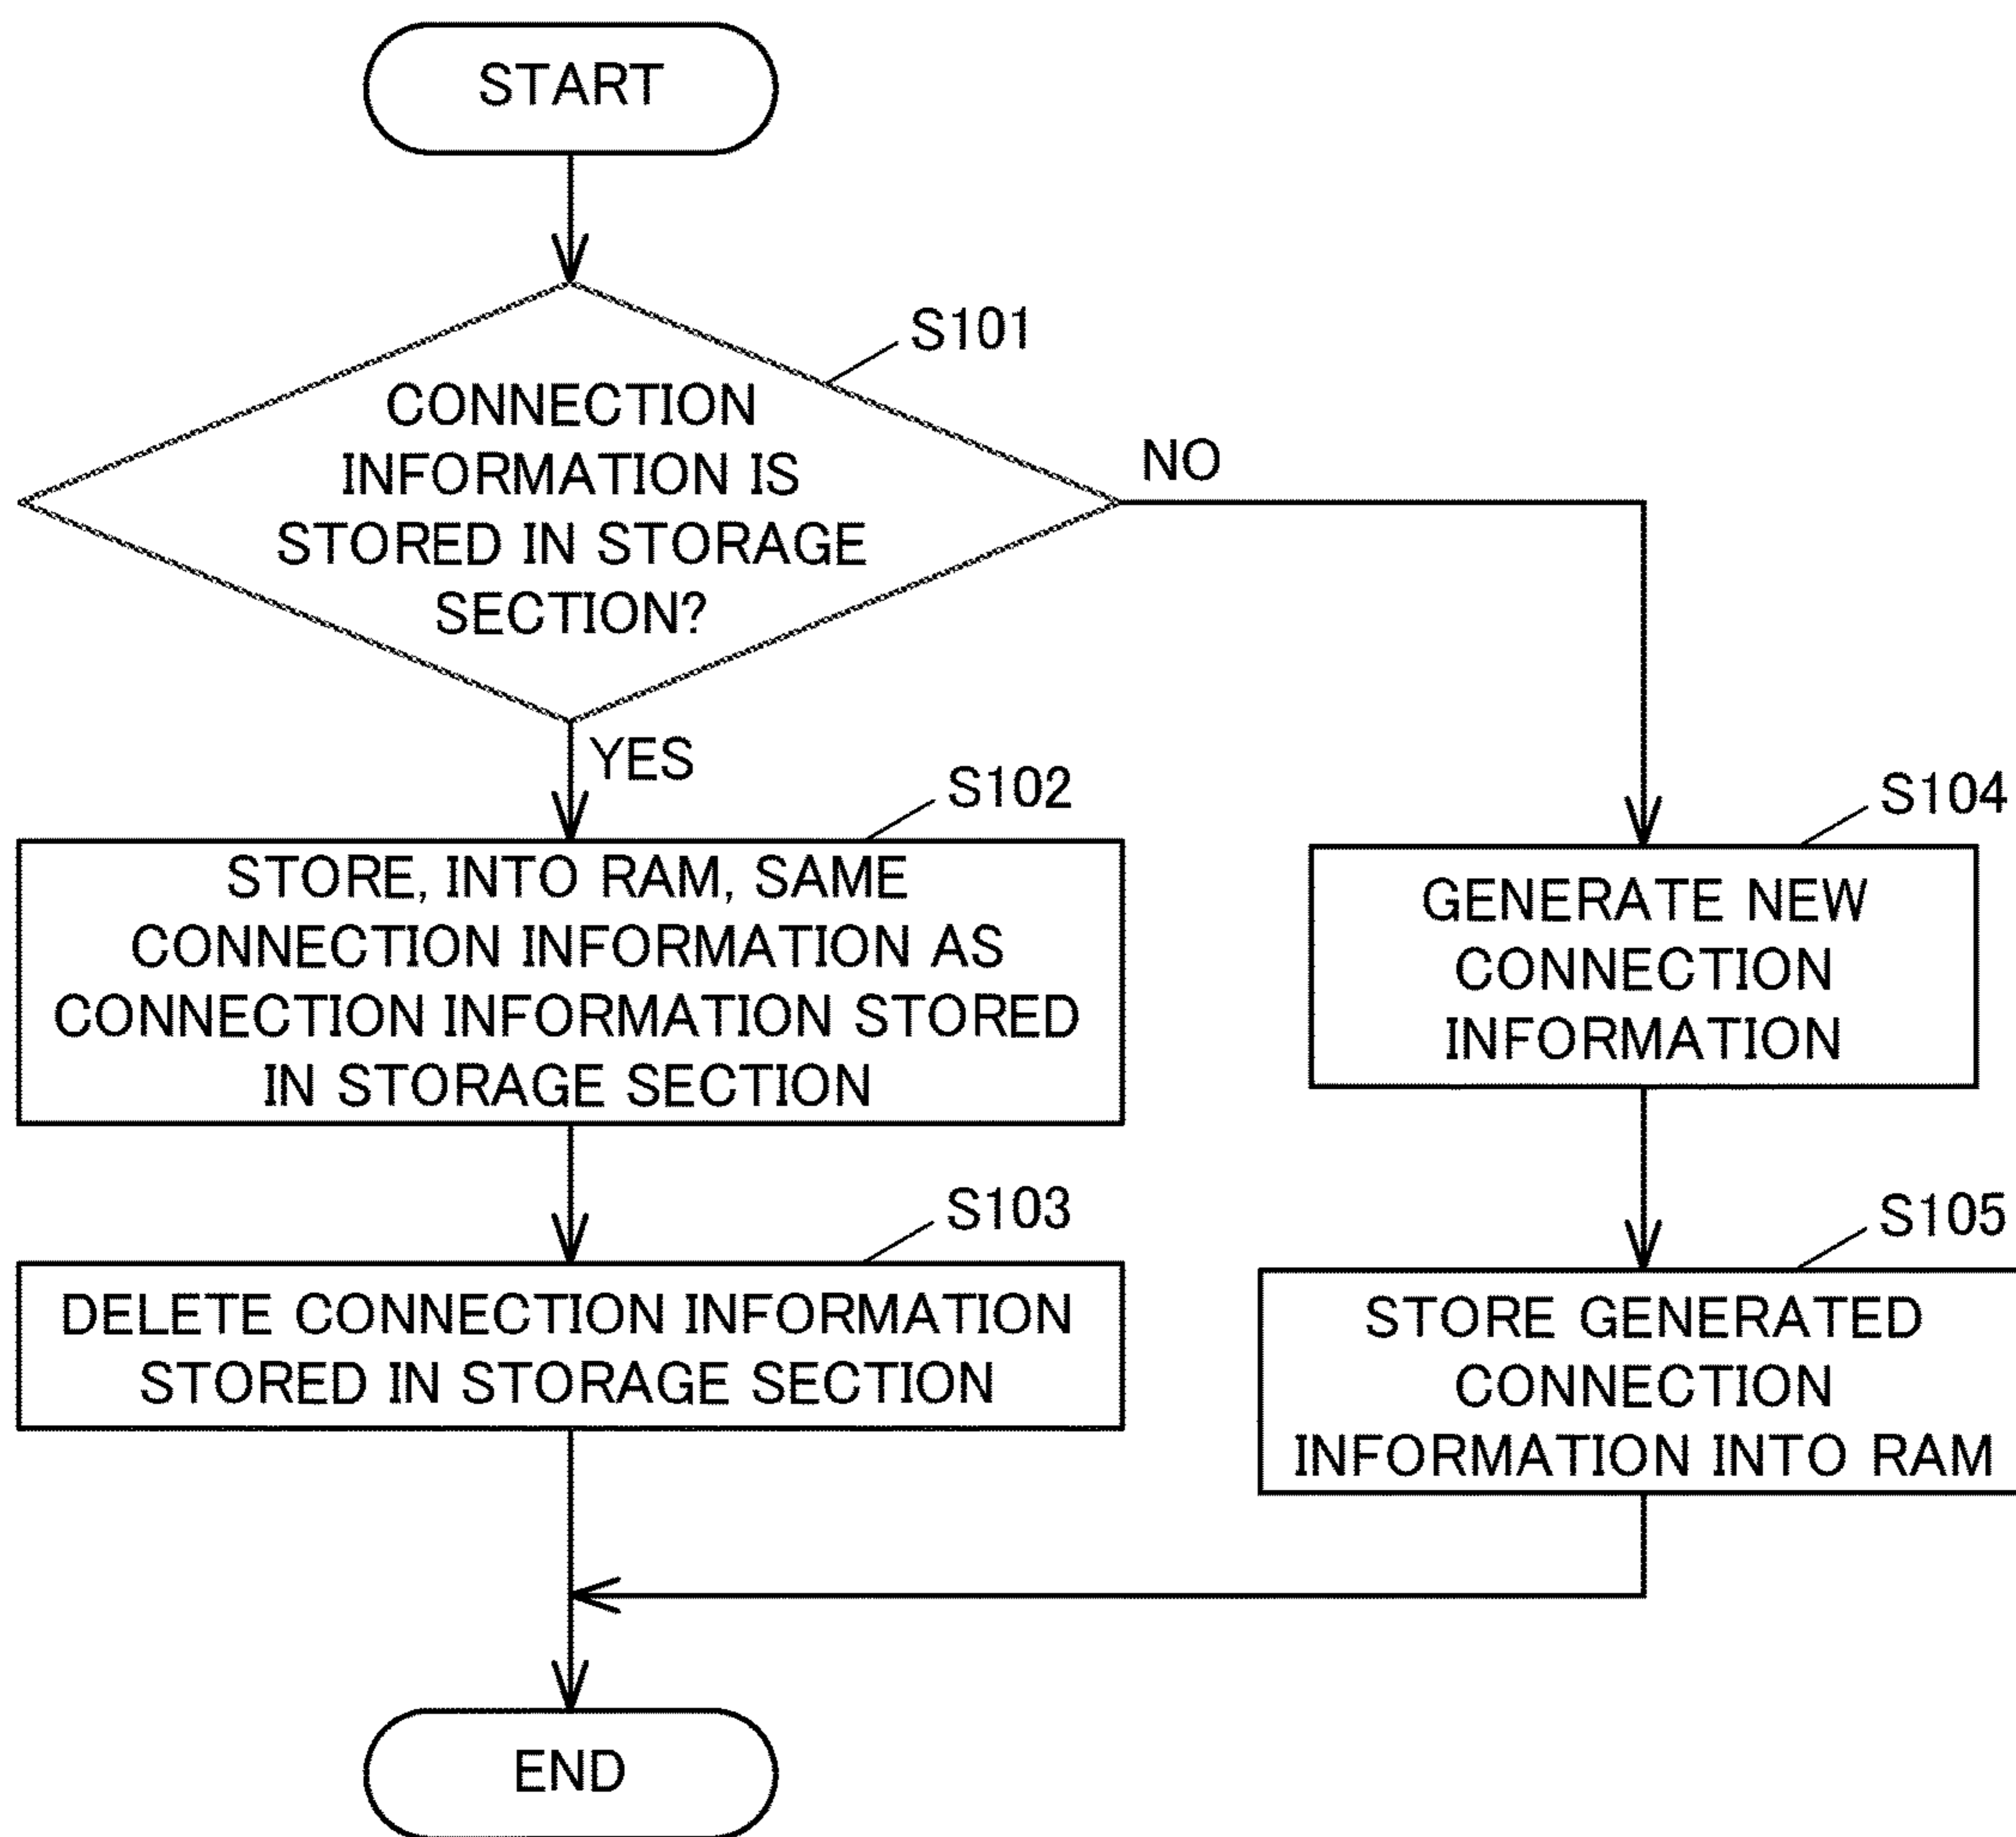 START
S101
CONNECTION
INFORMATION IS
STORED IN STORAGE
SECTION?
NO
YES
S102
STORE, INTO RAM, SAME
CONNECTION INFORMATION AS
CONNECTION INFORMATION STORED
IN STORAGE SECTION
S103
DELETE CONNECTION INFORMATION
STORED IN STORAGE SECTION
S104
GENERATE NEW
CONNECTION
INFORMATION
S105
STORE GENERATED
CONNECTION
INFORMATION INTO RAM
END